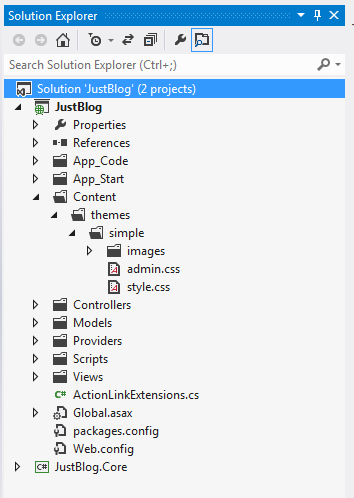 Solution Explorer
Search Solution Explorer (Ctrl+;)
Solution 'JustBlog' (2 projects)
JustBlog
Properties
References
App_Code
App_Start
Content
themes
simple
images
admin.css
style.css
Controllers
Models
Providers
Scripts
Views
C# ActionLinkExtensions.cs
Global.asax
packages.config
Web.config
C# JustBlog.Core